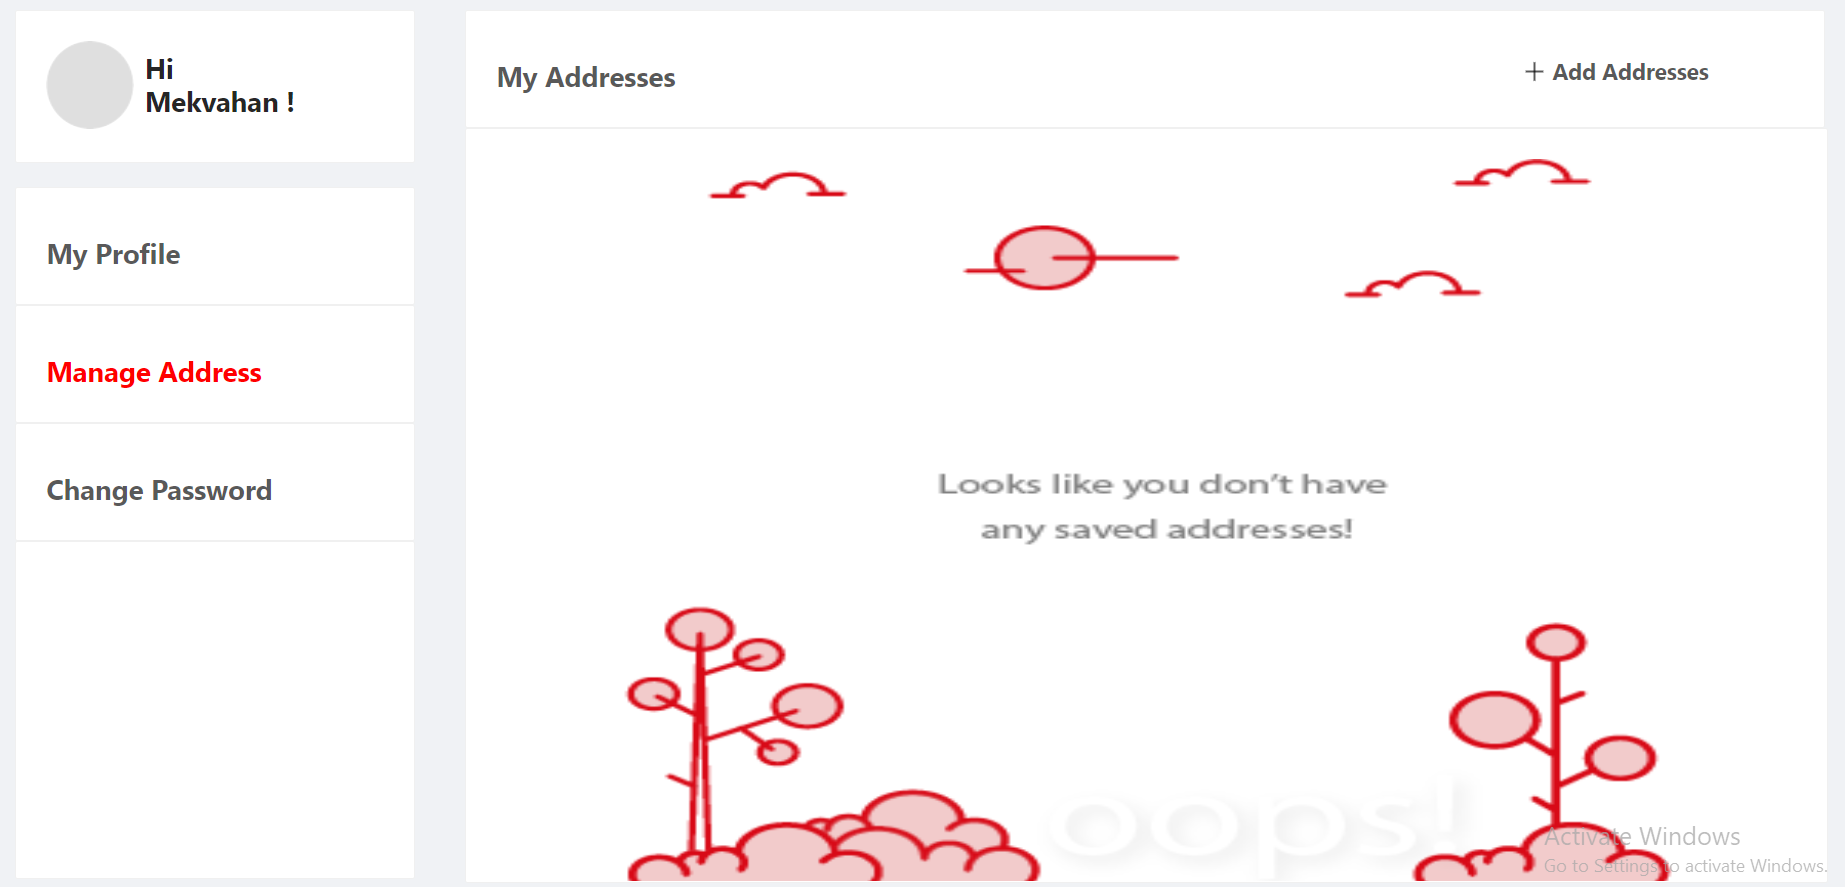 Hi
Mekvahan !
My Profile
Manage Address
Change Password
My Addresses
+ Add Addresses
Looks like you don't have
any saved addresses!
oops!
Activate Windows
Go to Settings to activate Windows.